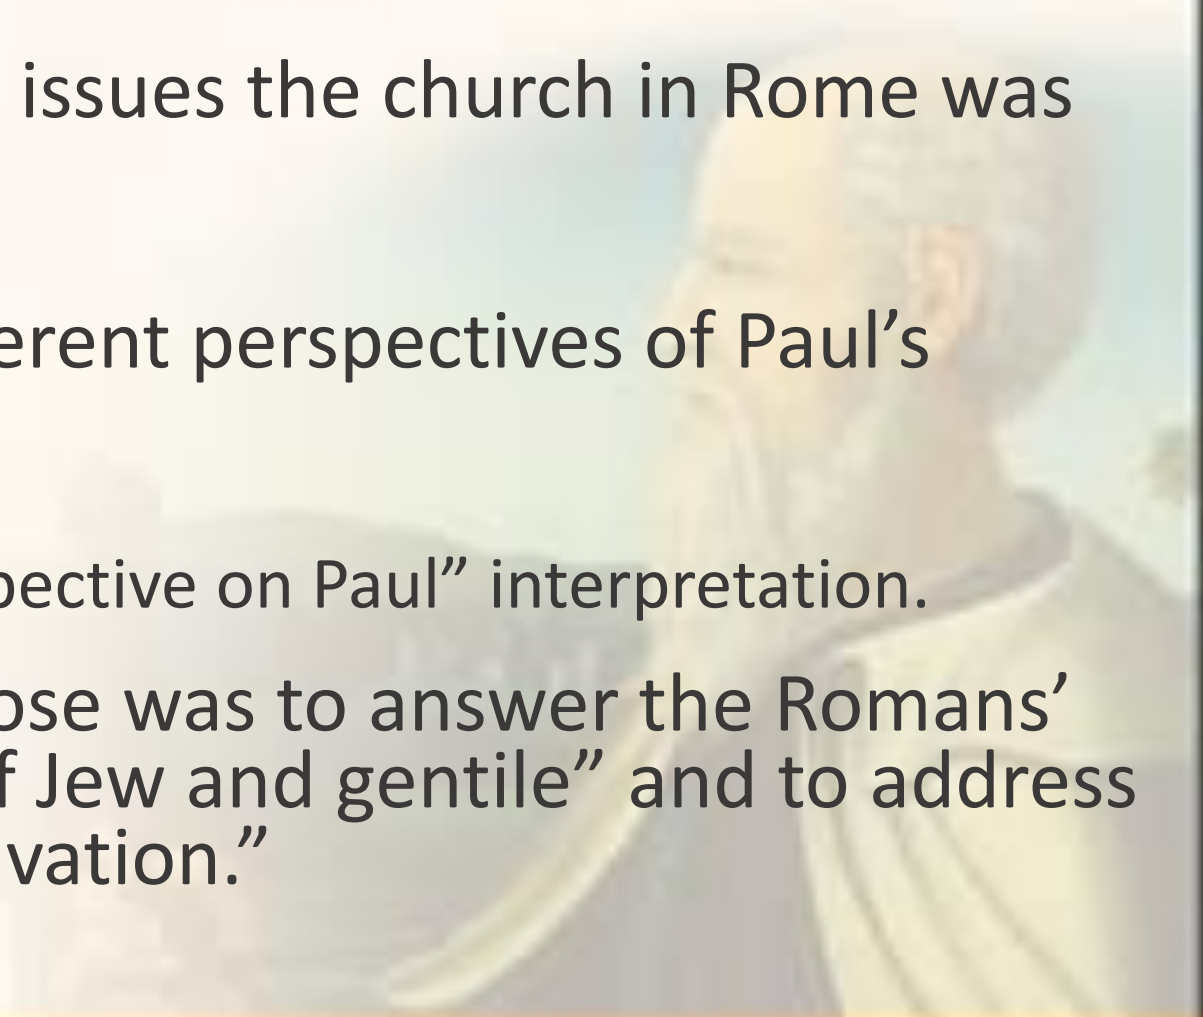 issues the church in Rome was
erent perspectives of Paul’s
pective on Paul” interpretation.
ose was to answer the Romans’
f Jew and gentile” and to address
vation.”